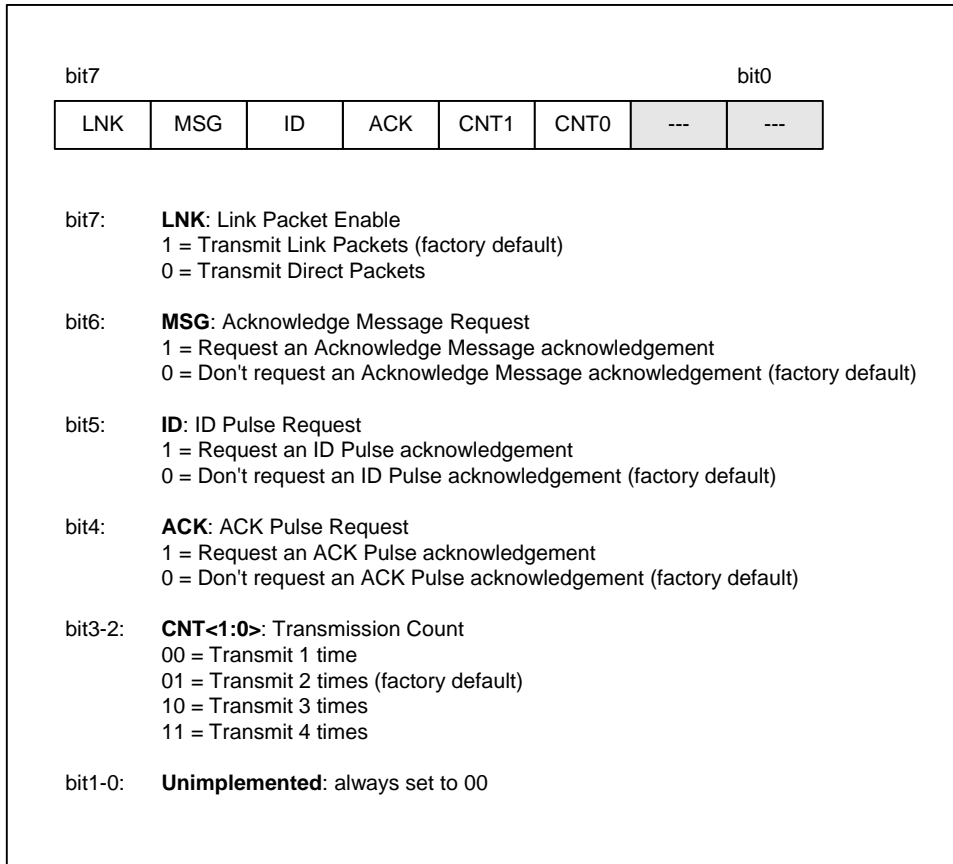 bit7 bit0
LNK MSG ID ACK CNT1 CNT0 --- ---
bit7: LNK: Link Packet Enable
1 = Transmit Link Packets (factory default)
0 = Transmit Direct Packets
bit6: MSG: Acknowledge Message Request
1 = Request an Acknowledge Message acknowledgement
0 = Don't request an Acknowledge Message acknowledgement (factory default)
bit5: ID: ID Pulse Request
1 = Request an ID Pulse acknowledgement
0 = Don't request an ID Pulse acknowledgement (factory default)
bit4: ACK: ACK Pulse Request
1 = Request an ACK Pulse acknowledgement
0 = Don't request an ACK Pulse acknowledgement (factory default)
bit3-2: CNT<1:0>: Transmission Count
00 = Transmit 1 time
01 = Transmit 2 times (factory default)
10 = Transmit 3 times
11 = Transmit 4 times
bit1-0: Unimplemented: always set to 00